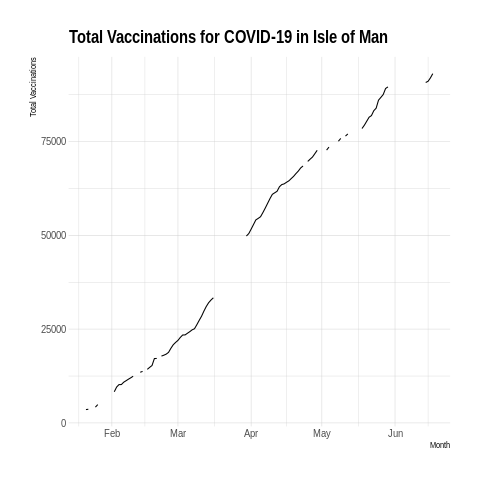 Total Vaccinations for COVID-19 in Isle of Man
Total Vaccinations
75000
50000
25000
0
Feb Mar Apr May Jun
Month